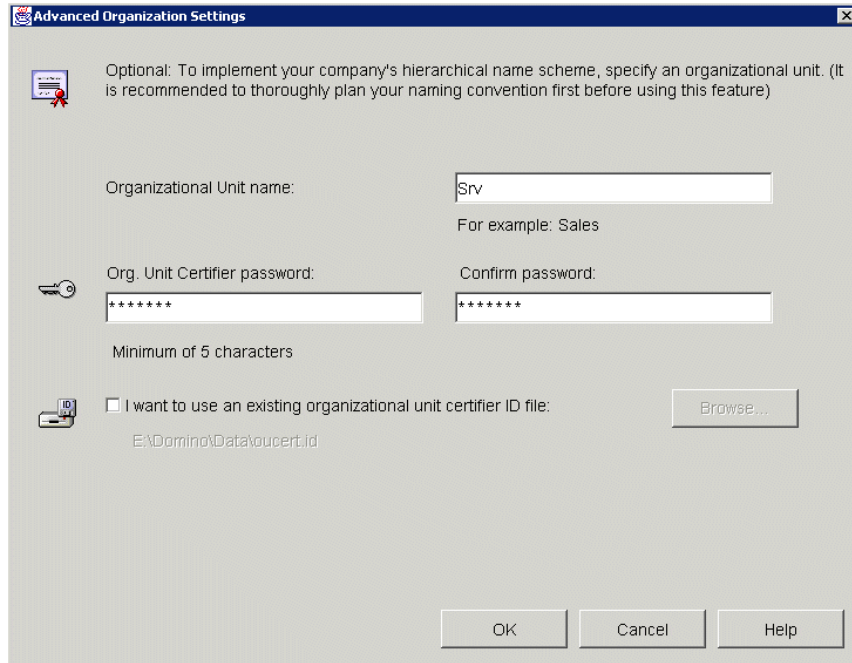 Advanced Organization Settings
Optional: To implement your company's hierarchical name scheme, specify an organizational unit. (It
is recommended to thoroughly plan your naming convention first before using this feature)
Organizational Unit name:
Srv
For example: Sales
Org. Unit Certifier password:
Confirm password:
*******
*******
Minimum of 5 characters
I want to use an existing organizational unit certifier ID file:
Browse...
E:\Domino\Data\oucert.id
OK
Cancel
Help